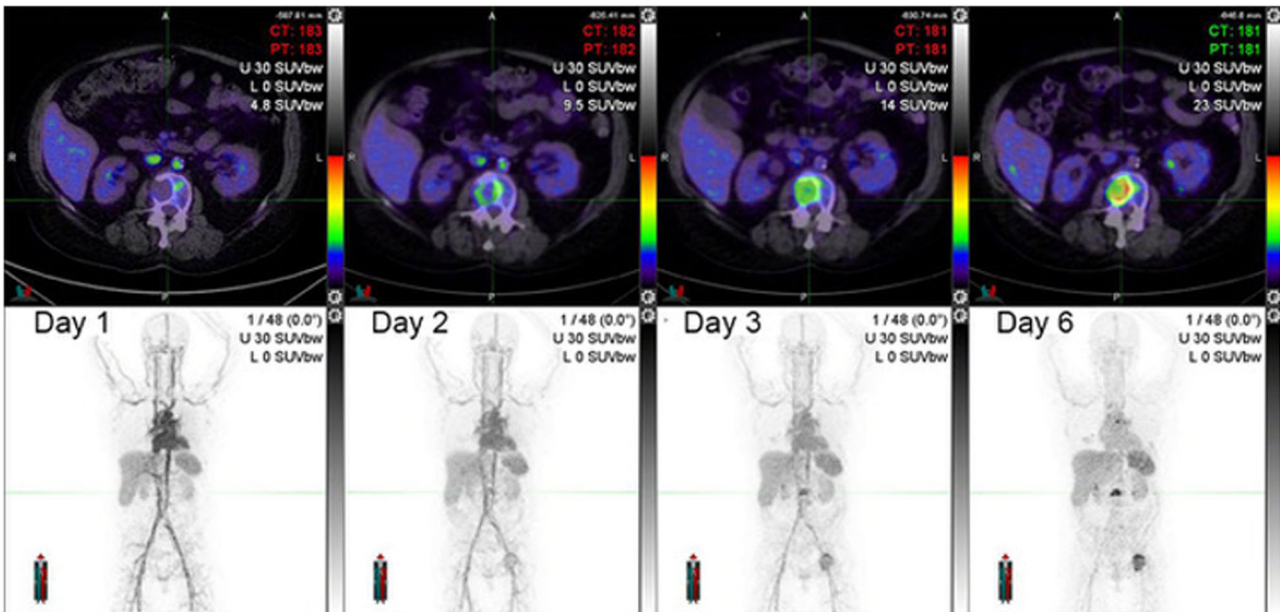 A
CT: 183
PT: 183
U 30 SUVbw
L 0 SUVbw
4.8 SUVbw
R
L
P
A
CT: 182
PT: 182
U 30 SUVbw
L 0 SUVbw
9.5 SUVbw
A
CT: 181
PT: 181
U 30 SUVbw
L 0 SUVbw
14 SUVbw
R
L
P
A
CT: 181
PT: 181
U 30 SUVbw
L 0 SUVbw
23 SUVbw
R
L
P
Day 1
1 / 48 (0.0°)
U 30 SUVbw
L 0 SUVbw
Day 2
1 / 48 (0.0°)
U 30 SUVbw
L 0 SUVbw
Day 3
1 / 48 (0.0°)
U 30 SUVbw
L 0 SUVbw
Day 6
1 / 48 (0.0°)
U 30 SUVbw
L 0 SUVbw